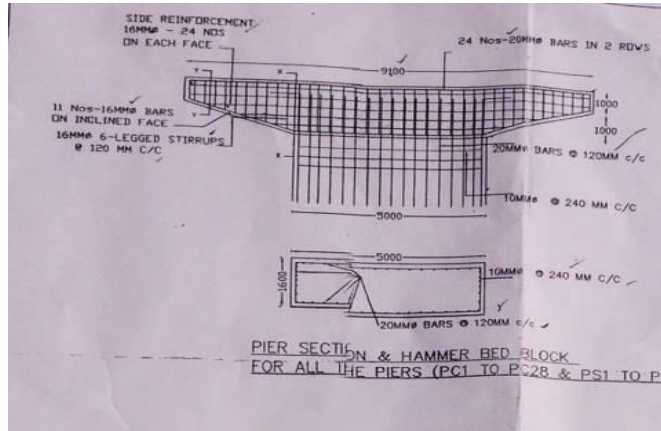 SIDE REINFORCEMENT
16MMø - 24 NOS
ON EACH FACE
24 Nos-20MMø BARS IN 2 ROWS
9100
Y
X
11 Nos-16MMø BARS
ON INCLINED FACE
Y
1000
1000
16MMø 6-LEGGED STIRRUPS
@ 120 MM C/C
X
20MMø BARS @ 120MM c/c
10MMø @ 240 MM C/C
5000
5000
1600
10MMø @ 240 MM C/C
20MMø BARS @ 120MM c/c
PIER SECTION & HAMMER BED BLOCK
FOR ALL THE PIERS (PC1 TO PC28 & PS1 TO P